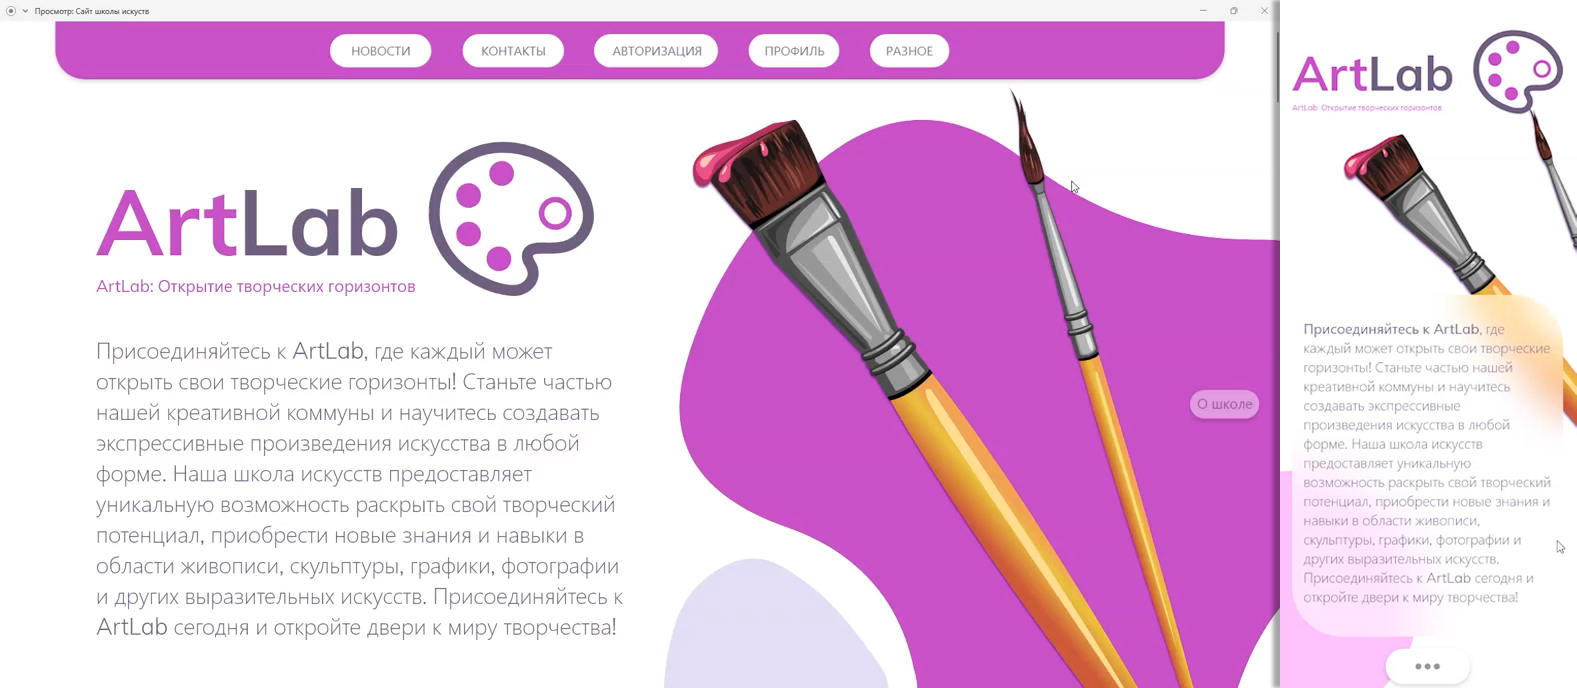 Просмотр: Сайт школы искуств
НОВОСТИ
КОНТАКТЫ
АВТОРИЗАЦИЯ
ПРОФИЛЬ
РАЗНОЕ
ArtLab
ArtLab: Открытие творческих горизонтов
Присоединяйтесь к ArtLab, где каждый может
открыть свои творческие горизонты! Станьте частью
нашей креативной коммуны и научитесь создавать
экспрессивные произведения искусства в любой
форме. Наша школа искусств предоставляет
уникальную возможность раскрыть свой творческий
потенциал, приобрести новые знания и навыки в
области живописи, скульптуры, графики, фотографии
и других выразительных искусств. Присоединяйтесь к
ArtLab сегодня и откройте двери к миру творчества!
О школе
ArtLab
ArtLab: Открытие творческих горизонтов
Присоединяйтесь к ArtLab, где
каждый может открыть свои творческие
горизонты! Станьте частью нашей
креативной коммуны и научитесь
создавать экспрессивные
произведения искусства в любой
форме. Наша школа искусств
предоставляет уникальную
возможность раскрыть свой творческий
потенциал, приобрести новые знания и
навыки в области живописи,
скульптуры, графики, фотографии и
других выразительных искусств.
Присоединяйтесь к ArtLab сегодня и
откройте двери к миру творчества!